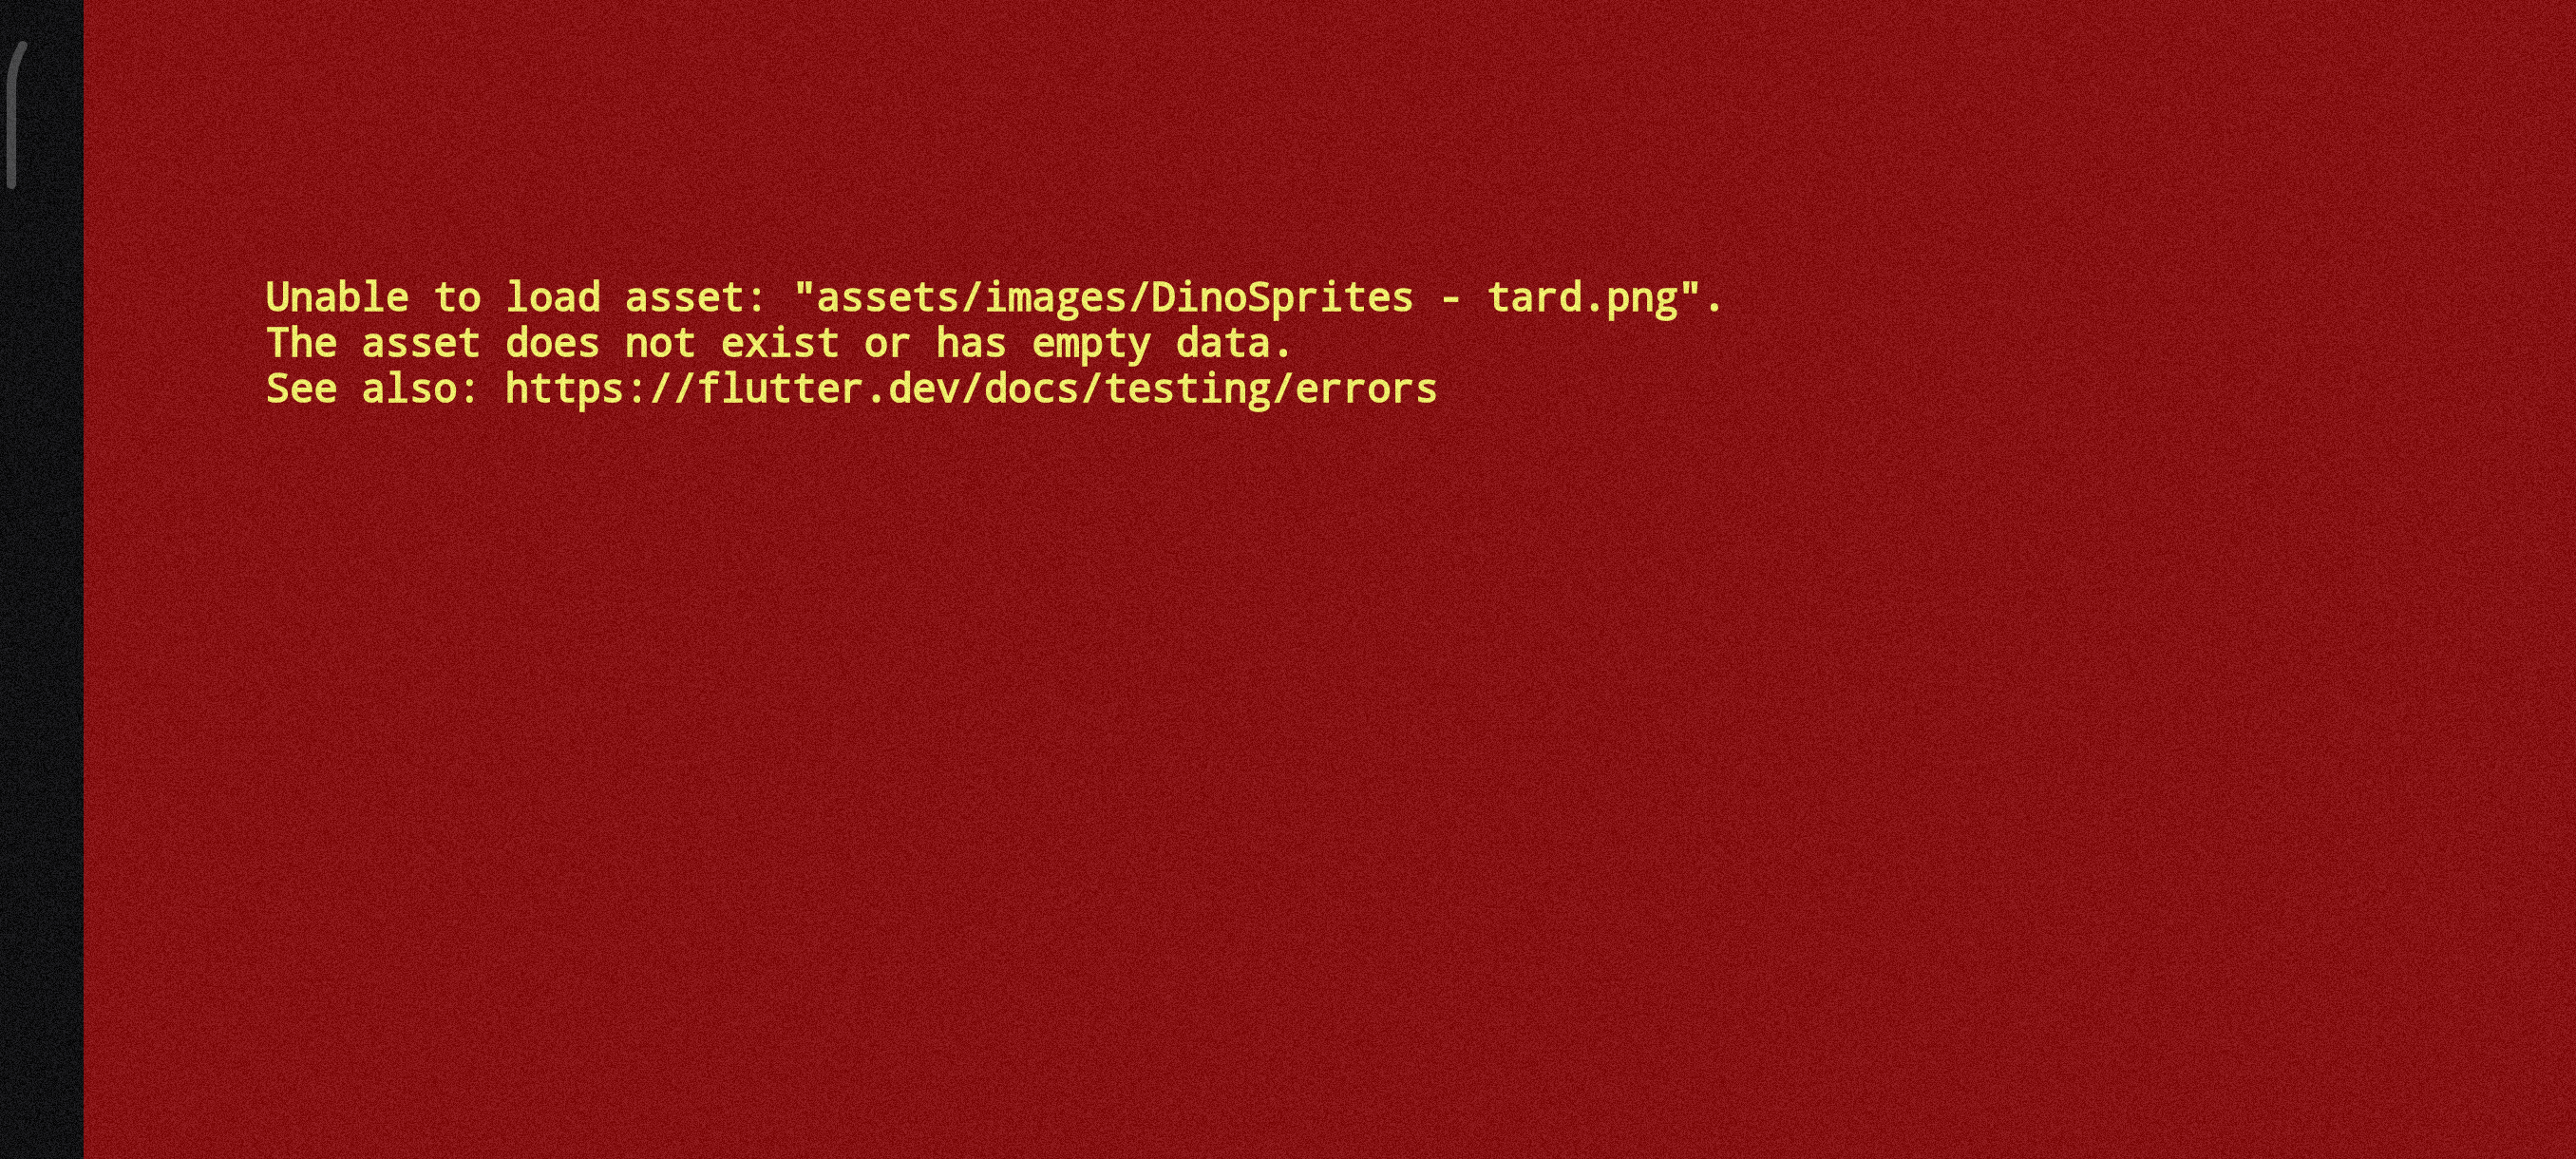 Unable to load asset: "assets/images/DinoSprites - tard.png".
The asset does not exist or has empty data.
See also: https://flutter.dev/docs/testing/errors